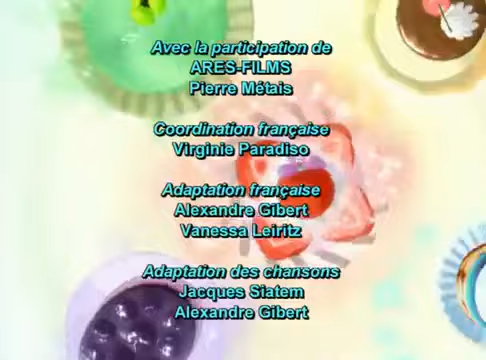 Avec la participation de
ARES-FILMS
Pierre Métais
Coordination française
Virginie Paradiso
Adaptation française
Alexandre Gibert
Vanessa Leiritz
Adaptation des chansons
Jacques Siatem
Alexandre Gibert